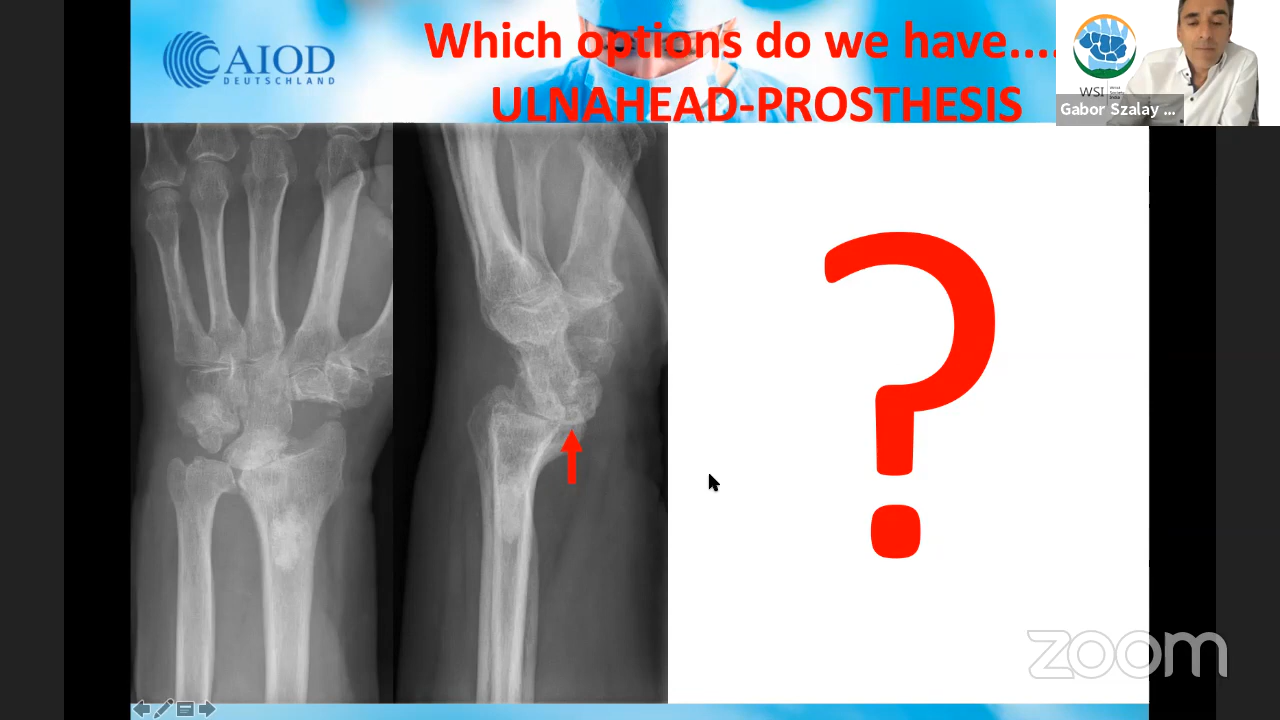 CAIOD
DEUTSCHLAND
Which options do we have....
ULNAHEAD-PROSTHESIS
WSI
Gabor Szalay ...
?
zoom